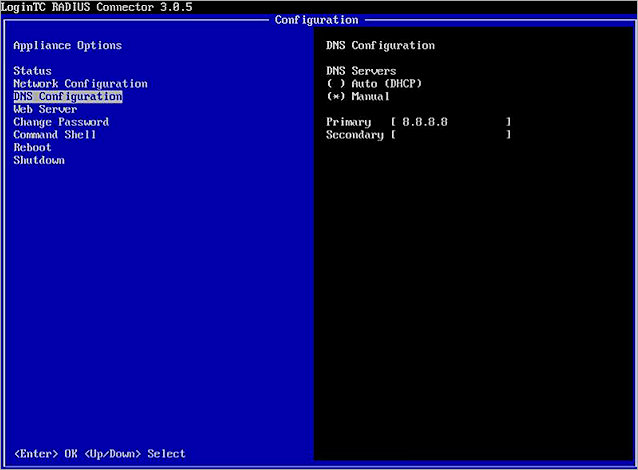 LoginTC RADIUS Connector 3.0.5
Configuration
Appliance Options
Status
Network Configuration
DNS Configuration
Web Server
Change Password
Command Shell
Reboot
Shutdown
DNS Configuration
DNS Servers
( ) Auto (DHCP)
(*) Manual
Primary [ 8.8.8.8 ]
Secondary [ ]
<Enter> OK <Up/Down> Select